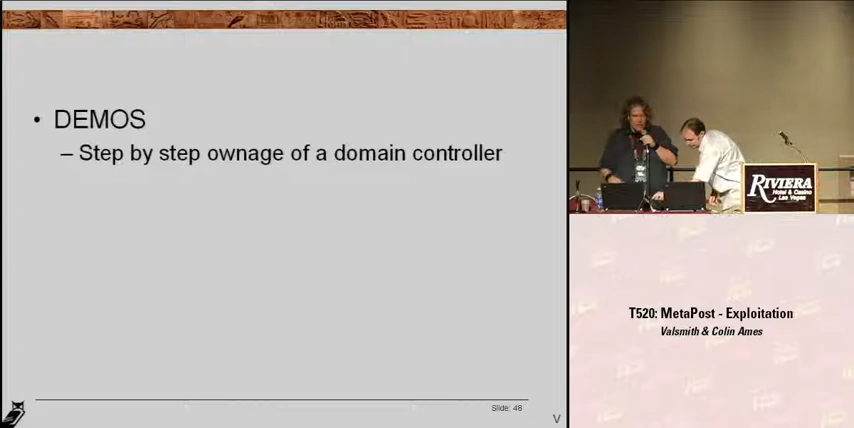 • DEMOS
– Step by step ownage of a domain controller
Slide: 48
V
RIVIERA
Hotel & Casino
Las Vegas
T520: MetaPost - Exploitation
Valsmith & Colin Ames